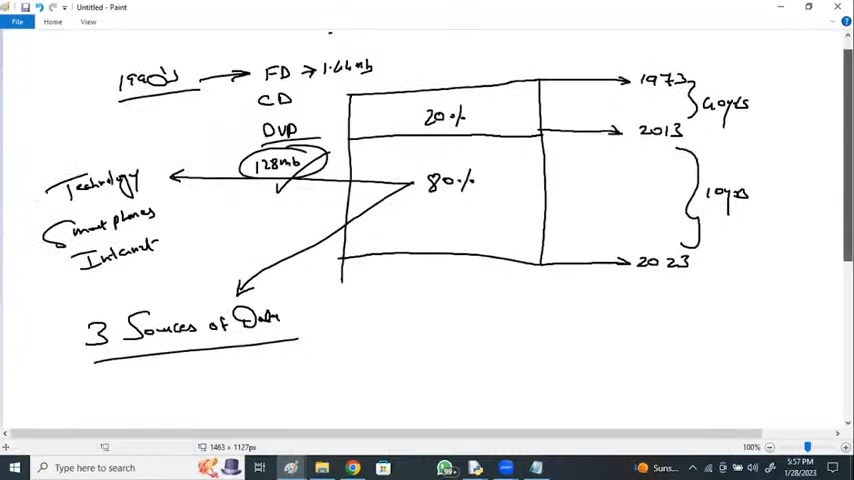 Untitled - Paint
File Home View
1990's FD → 1.44mb
CD
DVD
128mb
20%
80%
1973
40yrs
2013
10yrs
2023
Technology
Smart phones
Internet
3 Sources of Data
1463 × 1127px
100%
Type here to search
99+
Suns...
5:57 PM
1/28/2023